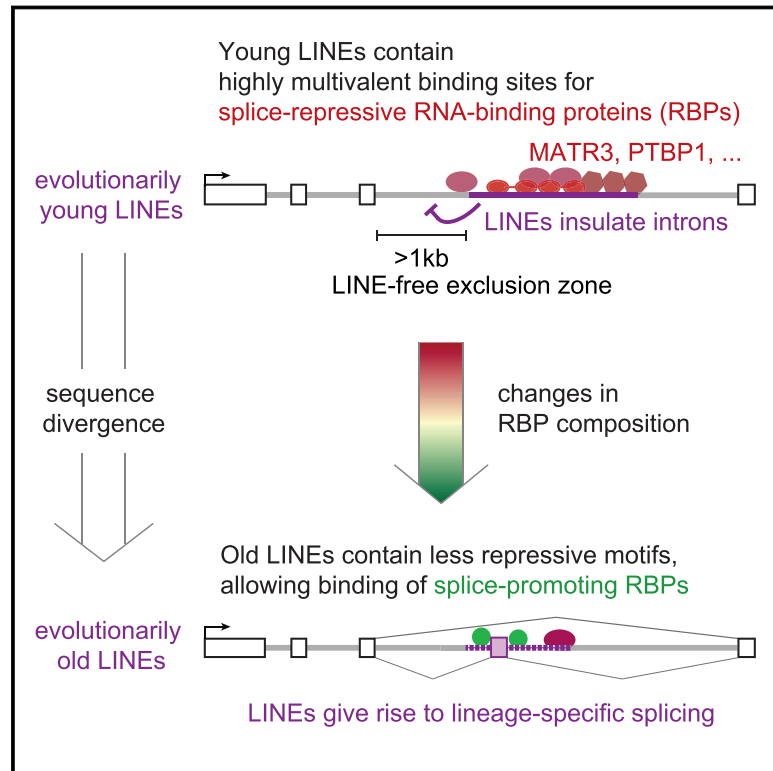 Young LINEs contain
highly multivalent binding sites for
splice-repressive RNA-binding proteins (RBPs)
MATR3, PTBP1, ...
evolutionarily
young LINEs
LINEs insulate introns
>1kb
LINE-free exclusion zone
sequence
divergence
changes in
RBP composition
Old LINEs contain less repressive motifs,
allowing binding of splice-promoting RBPs
evolutionarily
old LINEs
LINEs give rise to lineage-specific splicing